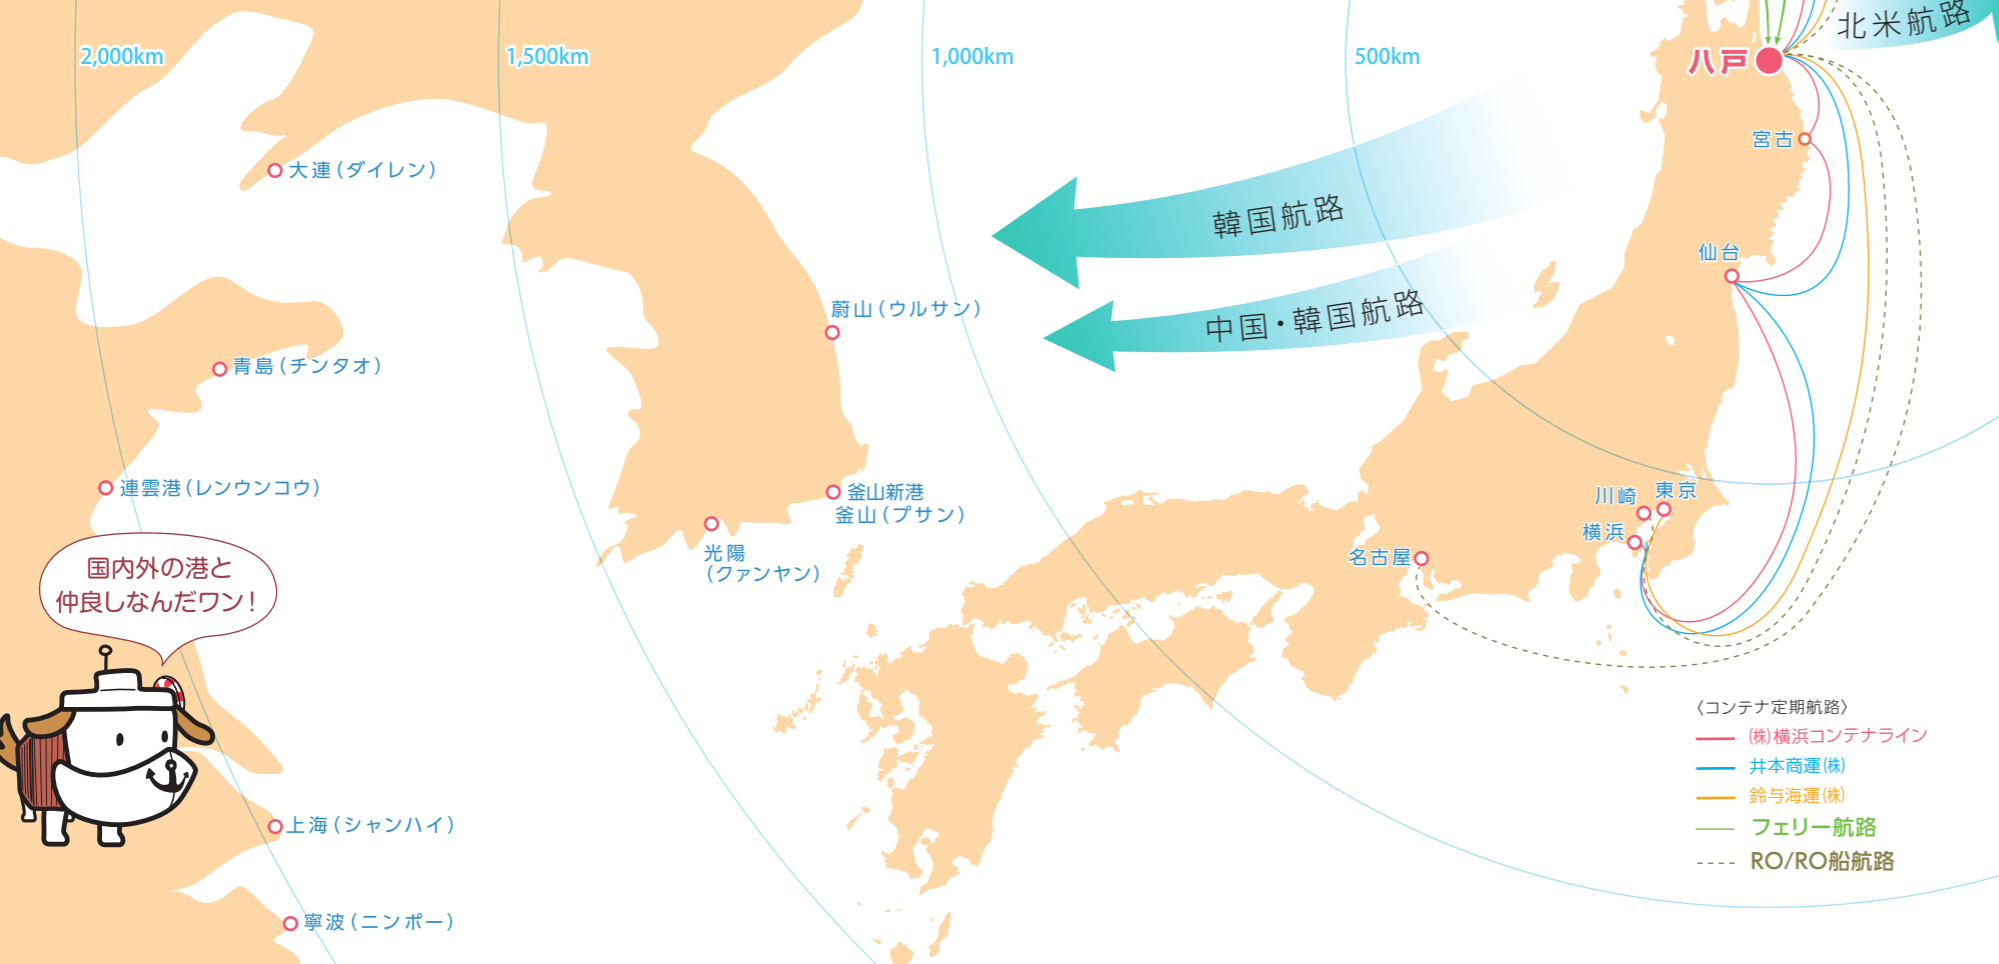 2,000km
1,500km
1,000km
500km
北米航路
八戸
宮古
大連（ダイレン）
韓国航路
仙台
蔚山（ウルサン）
中国・韓国航路
青島（チンタオ）
連雲港（レンウンコウ）
釜山新港
釜山（プサン）
川崎
東京
横浜
光陽
（クァンヤン）
名古屋
国内外の港と
仲良しなんだワン！
〈コンテナ定期航路〉
㈱横浜コンテナライン
井本商運㈱
鈴与海運㈱
フェリー航路
RO/RO船航路
上海（シャンハイ）
寧波（ニンポー）